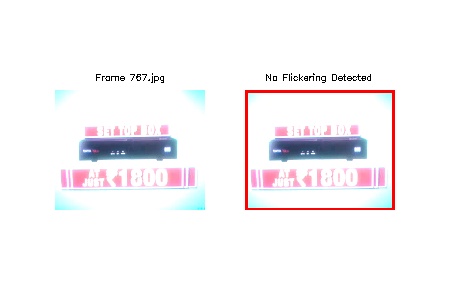 Frame 767.jpg
SET TOP BOX
AT
JUST ₹1800
No Flickering Detected
SET TOP BOX
AT
JUST ₹1800